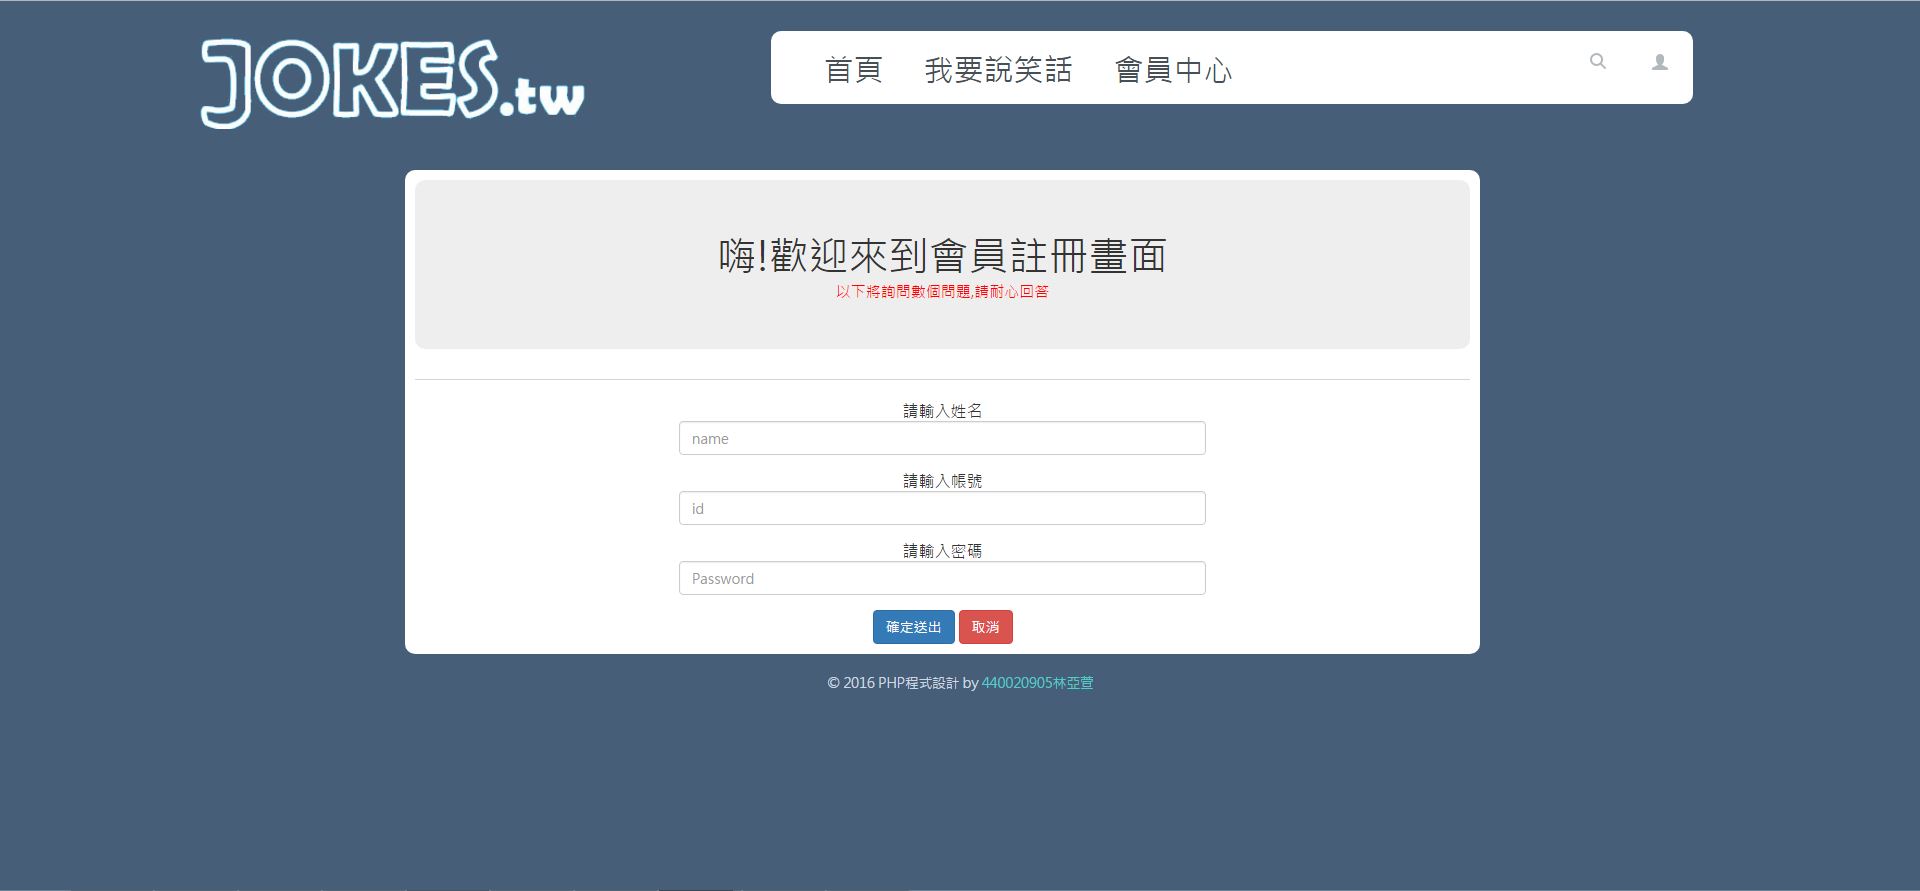 JOKES.tw
首頁 我要說笑話 會員中心
嗨!歡迎來到會員註冊畫面
以下將詢問數個問題,請耐心回答
請輸入姓名
name
請輸入帳號
id
請輸入密碼
Password
確定送出 取消
© 2016 PHP程式設計 by 440020905林亞萱